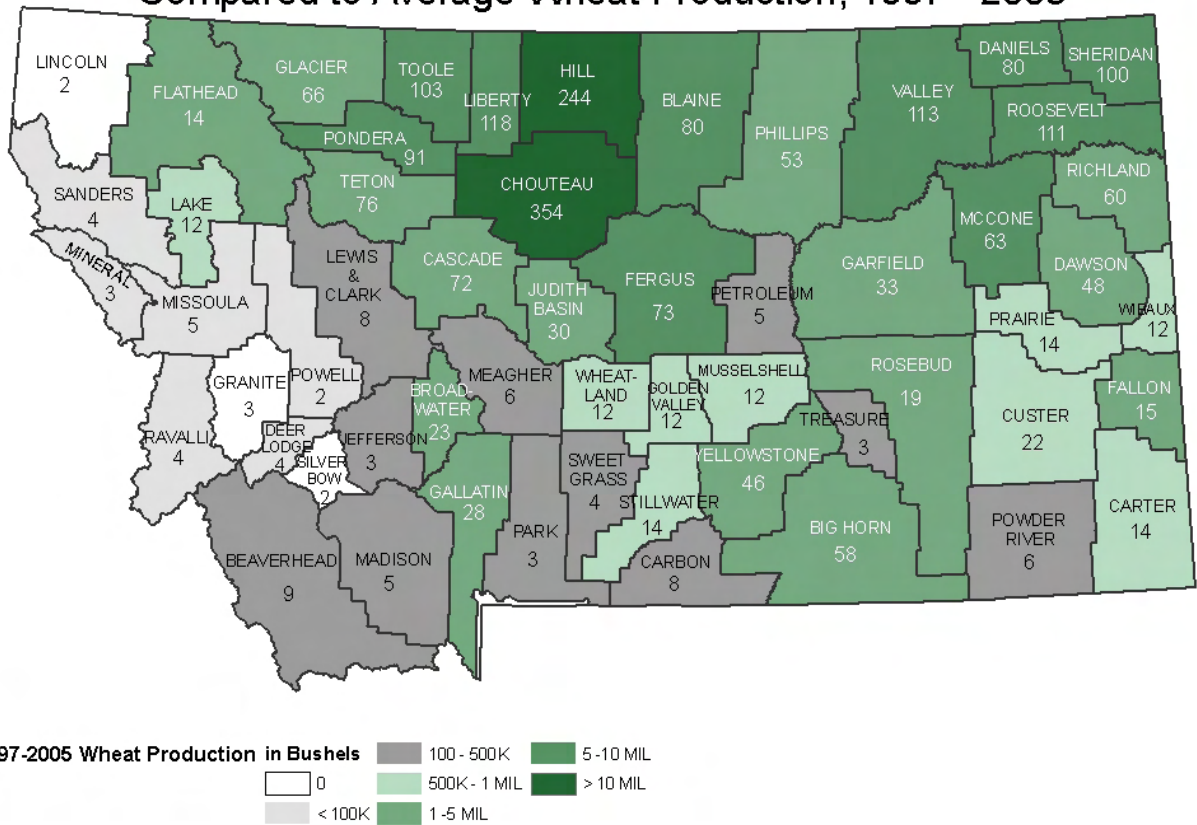 Compared to Average Wheat Production, 1997 - 2005
LINCOLN
2
FLATHEAD
14
GLACIER
66
TOOLE
103
LIBERTY
118
HILL
244
BLAINE
80
PHILLIPS
53
VALLEY
113
DANIELS
80
SHERIDAN
100
ROOSEVELT
111
PONDERA
91
TETON
76
CHOUTEAU
354
RICHLAND
60
SANDERS
4
LAKE
12
MCCONE
63
MINERAL
3
MISSOULA
5
LEWIS
&
CLARK
8
CASCADE
72
JUDITH
BASIN
30
FERGUS
73
PETROLEUM
5
GARFIELD
33
DAWSON
48
WIBAUX
12
PRAIRIE
14
GRANITE
3
POWELL
2
BROAD-
WATER
23
MEAGHER
6
WHEAT-
LAND
12
GOLDEN
VALLEY
12
MUSSELSHELL
12
TREASURE
3
ROSEBUD
19
CUSTER
22
FALLON
15
RAVALLI
4
DEER
LODGE
4
SILVER
BOW
2
JEFFERSON
3
GALLATIN
28
SWEET
GRASS
4
STILLWATER
14
YELLOWSTONE
46
BEAVERHEAD
9
MADISON
5
PARK
3
CARBON
8
BIG HORN
58
POWDER
RIVER
6
CARTER
14
97-2005 Wheat Production in Bushels
0
< 100K
100 - 500K
500K - 1 MIL
1 -5 MIL
5 -10 MIL
> 10 MIL